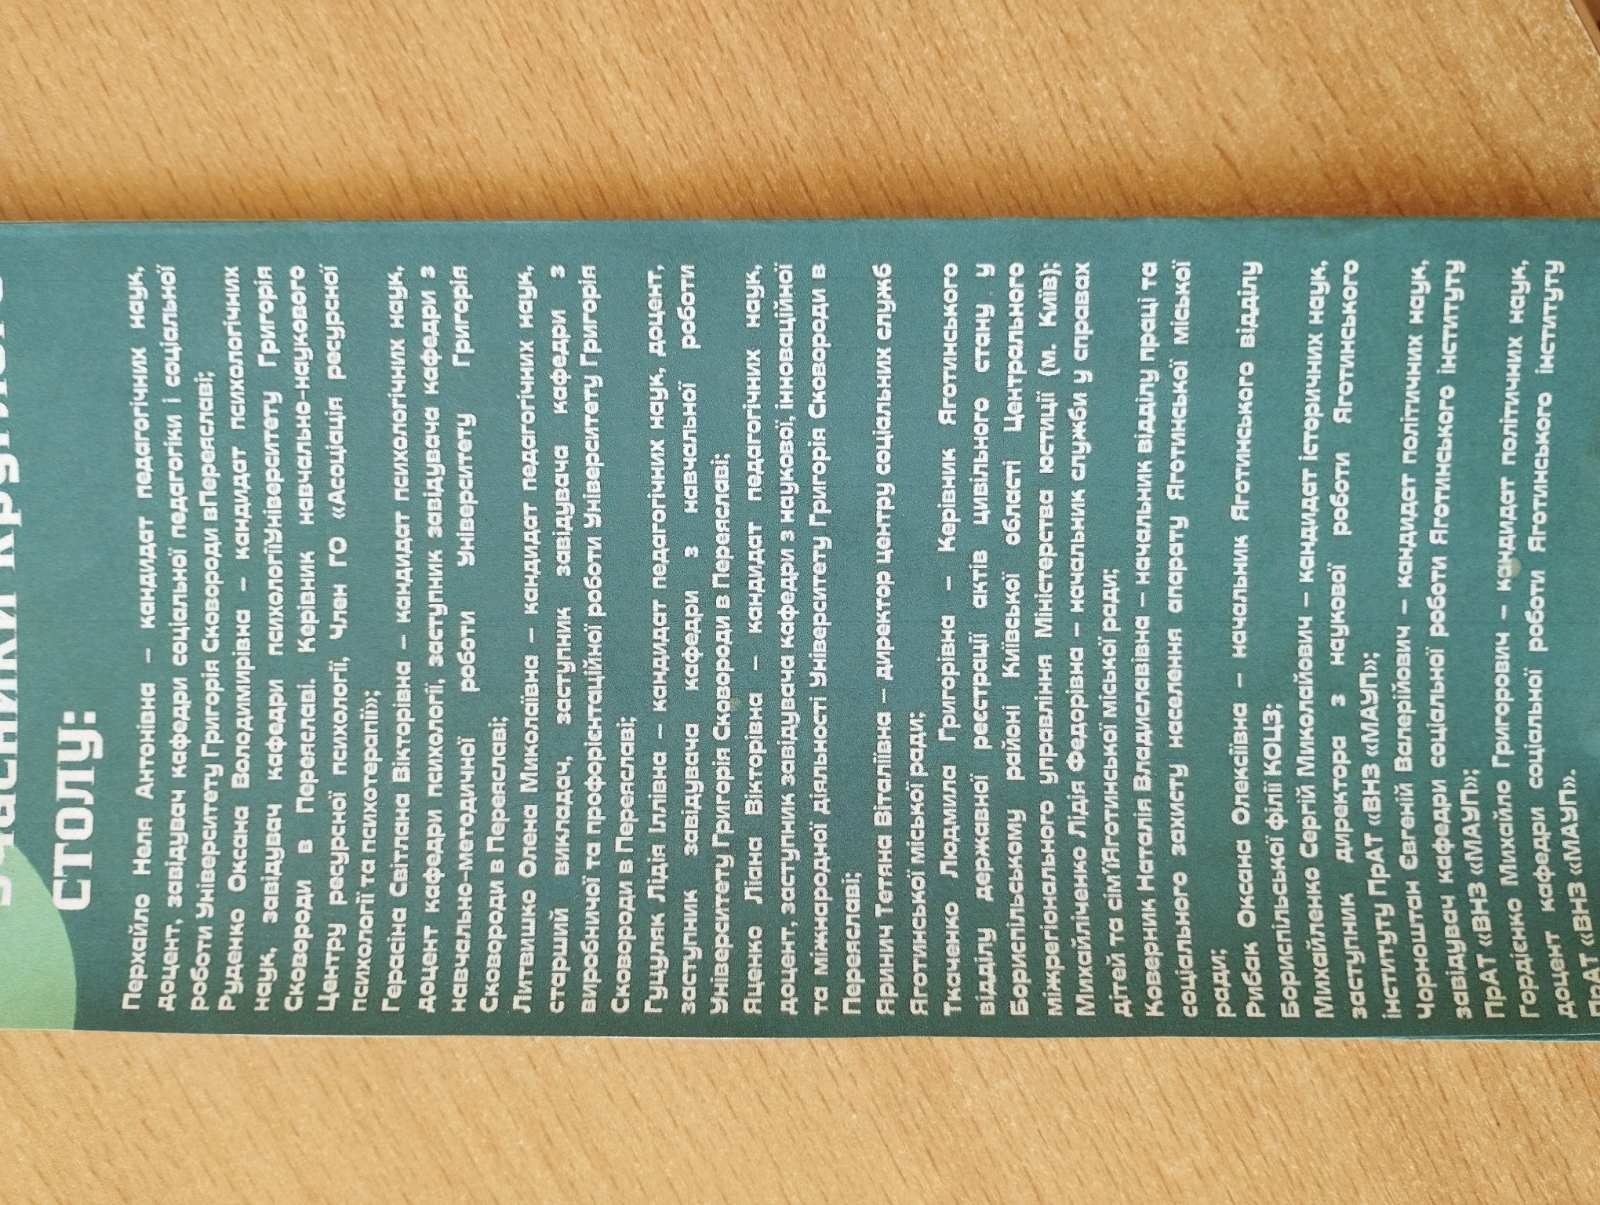 Учасники круглого
столу:
Перхайло Неля Антонівна – кандидат педагогічних наук,
доцент, завідувач кафедри соціальної педагогіки і соціальної
роботи Університету Григорія Сковороди вПереяславі;
Руденко Оксана Володимирівна – кандидат психологічних
наук, завідувач кафедри психологіїУніверситету Григорія
Сковороди в Переяславі. Керівник навчально-наукового
Центру ресурсної психології, Член ГО «Асоціація ресурсної
психології та психотерапії»;
Герасіна Світлана Вікторівна – кандидат психологічних наук,
доцент кафедри психології, заступник завідувача кафедри з
навчально-методичної роботи Університету Григорія
Сковороди в Переяславі;
Литвишко Олена Миколаївна – кандидат педагогічних наук,
старший викладач, заступник завідувача кафедри з
виробничої та профорієнтаційної роботи Університету Григорія
Сковороди в Переяславі;
Гуцуляк Лідія Іллівна – кандидат педагогічних наук, доцент,
заступник завідувача кафедри з навчальної роботи
Університету Григорія Сковороди в Переяславі;
Яценко Ліана Вікторівна – кандидат педагогічних наук,
доцент, заступник завідувача кафедри з наукової, інноваційної
та міжнародної діяльності Університету Григорія Сковороди в
Переяславі;
Яринич Тетяна Віталіївна – директор центру соціальних служб
Яготинської міської ради;
Ткаченко Людмила Григорівна – Керівник Яготинського
відділу державної реєстрації актів цивільного стану у
Бориспільському районі Київської області Центрального
міжрегіонального управління Міністерства юстиції (м. Київ);
Михайліченко Лідія Федорівна – начальник служби у справах
дітей та сім'їЯготинської міської ради;
Коверник Наталія Владиславівна – начальник відділу праці та
соціального захисту населення апарату Яготинської міської
ради;
Рибак Оксана Олексіївна – начальник Яготинського відділу
Бориспільської філії КОЦЗ;
Михайленко Сергій Миколайович – кандидат історичних наук,
заступник директора з наукової роботи Яготинського
інституту ПрАТ «ВНЗ «МАУП»;
Чорноштан Євгеній Валерійович – кандидат політичних наук,
завідувач кафедри соціальної роботи Яготинського інституту
ПрАТ «ВНЗ «МАУП»;
Гордієнко Михайло Григорович – кандидат політичних наук,
доцент кафедри соціальної роботи Яготинського інституту
ПрАТ «ВНЗ «МАУП».